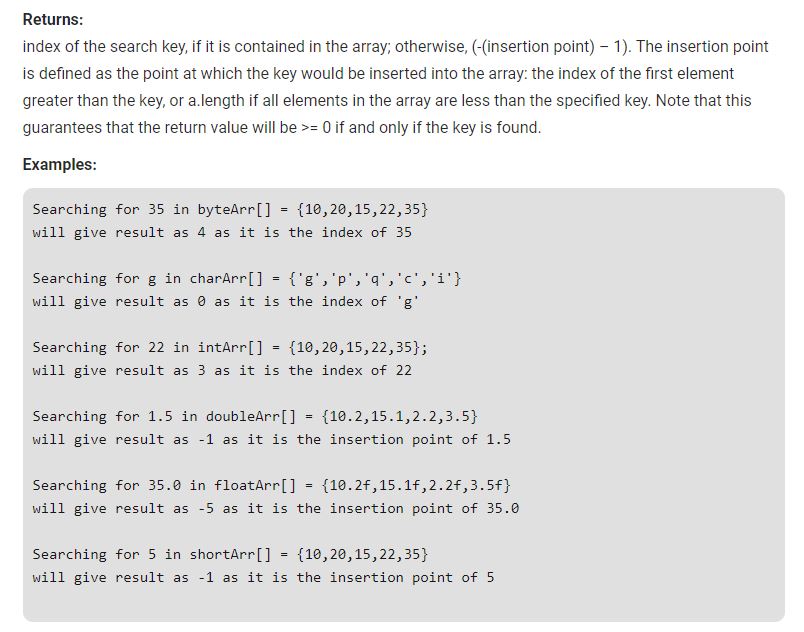 Returns:
index of the search key, if it is contained in the array; otherwise, (-(insertion point) – 1). The insertion point
is defined as the point at which the key would be inserted into the array: the index of the first element
greater than the key, or a.length if all elements in the array are less than the specified key. Note that this
guarantees that the return value will be >= 0 if and only if the key is found.
Examples:
Searching for 35 in byteArr[] = {10,20,15,22,35}
will give result as 4 as it is the index of 35
Searching for g in charArr[] = {'g','p','q','c','i'}
will give result as 0 as it is the index of 'g'
Searching for 22 in intArr[] = {10,20,15,22,35};
will give result as 3 as it is the index of 22
Searching for 1.5 in doubleArr[] = {10.2,15.1,2.2,3.5}
will give result as -1 as it is the insertion point of 1.5
Searching for 35.0 in floatArr[] = {10.2f,15.1f,2.2f,3.5f}
will give result as -5 as it is the insertion point of 35.0
Searching for 5 in shortArr[] = {10,20,15,22,35}
will give result as -1 as it is the insertion point of 5